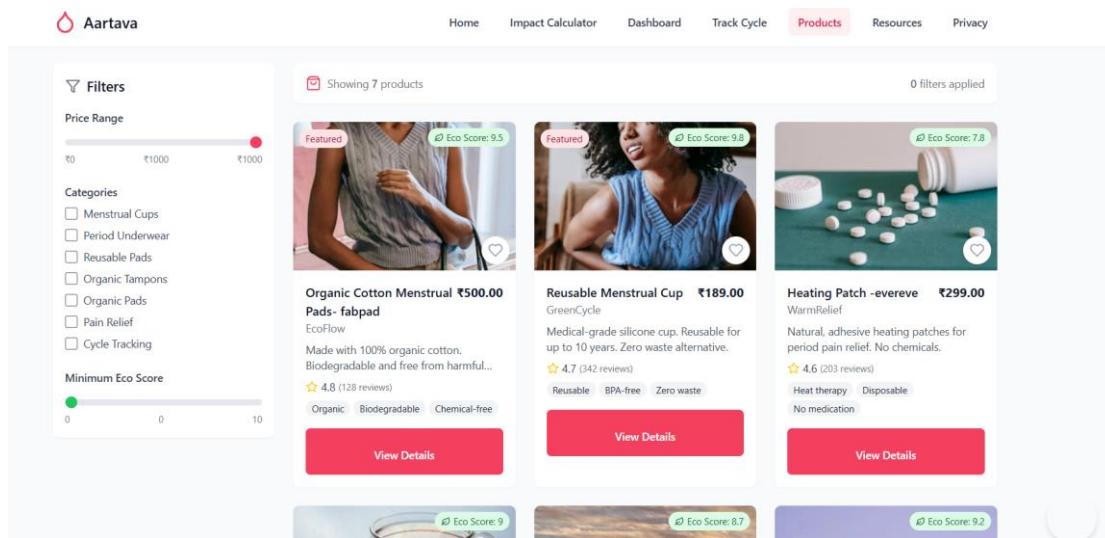 Aartava
Home Impact Calculator Dashboard Track Cycle Products Resources Privacy
Filters
Price Range
₹0 ₹1000 ₹1000
Categories
Menstrual Cups
Period Underwear
Reusable Pads
Organic Tampons
Organic Pads
Pain Relief
Cycle Tracking
Minimum Eco Score
0 0 10
Showing 7 products
0 filters applied
Featured
Eco Score: 9.5
Organic Cotton Menstrual ₹500.00
Pads- fabpad
EcoFlow
Made with 100% organic cotton.
Biodegradable and free from harmful...
4.8 (128 reviews)
Organic Biodegradable Chemical-free
View Details
Featured
Eco Score: 9.8
Reusable Menstrual Cup ₹189.00
GreenCycle
Medical-grade silicone cup. Reusable for
up to 10 years. Zero waste alternative.
4.7 (342 reviews)
Reusable BPA-free Zero waste
View Details
Eco Score: 7.8
Heating Patch -evereve ₹299.00
WarmRelief
Natural, adhesive heating patches for
period pain relief. No chemicals.
4.6 (203 reviews)
Heat therapy Disposable
No medication
View Details
Eco Score: 9
Eco Score: 8.7
Eco Score: 9.2